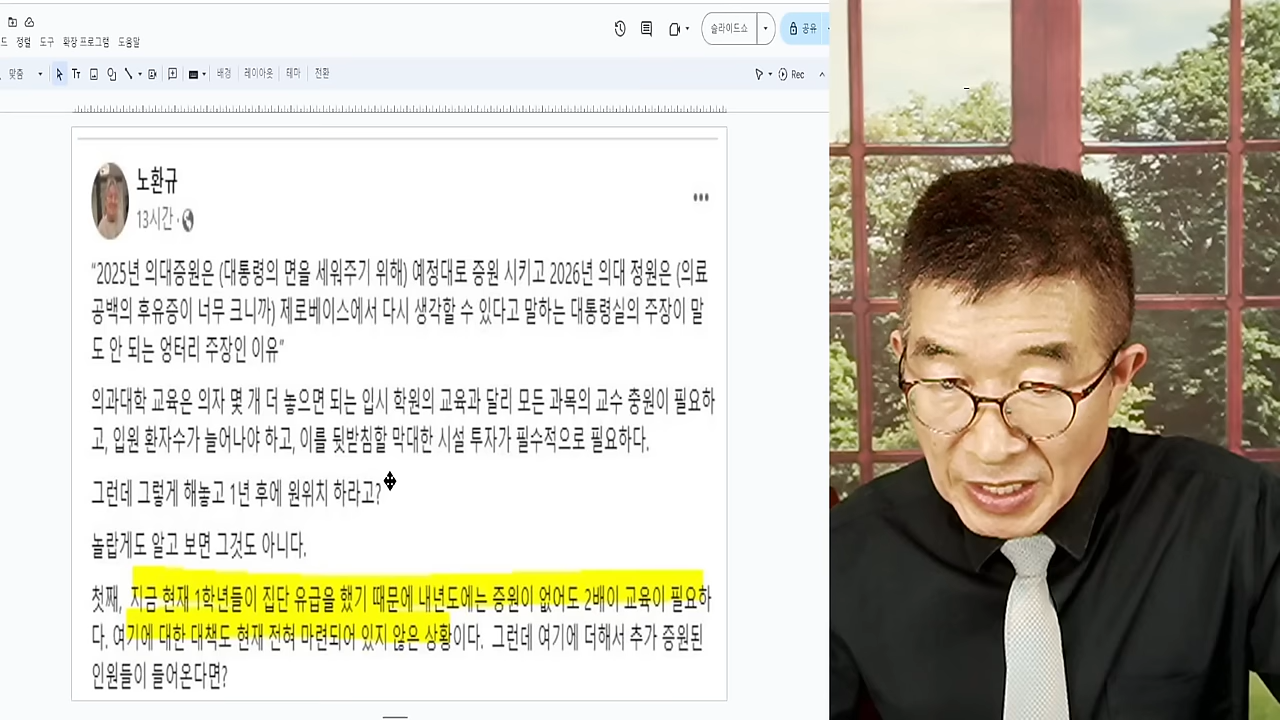 드 정렬 도구 확장 프로그램 도움말
슬라이드쇼
공유
맞춤
Tт
배경 레이아웃 테마 전환
Rec
노환규
13시간 ·
“2025년 의대증원은 (대통령의 면을 세워주기 위해) 예정대로 증원 시키고 2026년 의대 정원은 (의료
공백의 후유증이 너무 크니까) 제로베이스에서 다시 생각할 수 있다고 말하는 대통령실의 주장이 말
도 안 되는 엉터리 주장인 이유”
의과대학 교육은 의자 몇 개 더 놓으면 되는 입시 학원의 교육과 달리 모든 과목의 교수 충원이 필요하
고, 입원 환자수가 늘어나야 하고, 이를 뒷받침할 막대한 시설 투자가 필수적으로 필요하다.
그런데 그렇게 해놓고 1년 후에 원위치 하라고?
놀랍게도 알고 보면 그것도 아니다.
첫째, 지금 현재 1학년들이 집단 유급을 했기 때문에 내년도에는 증원이 없어도 2배이 교육이 필요하
다. 여기에 대한 대책도 현재 전혀 마련되어 있지 않은 상황이다. 그런데 여기에 더해서 추가 증원된
인원들이 들어온다면?